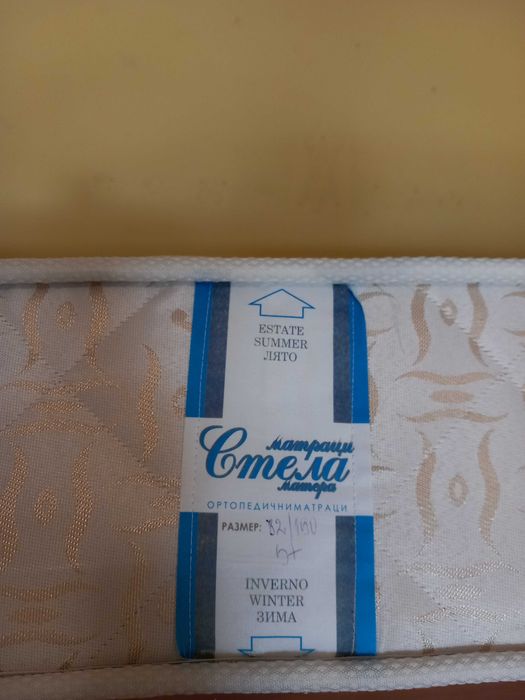 ESTATE
SUMMER
ЛЯТО
матраци
Стела
матера
ОРТОПЕДИЧНИМАТРАЦИ
РАЗМЕР:
INVERNO
WINTER
ЗИМА